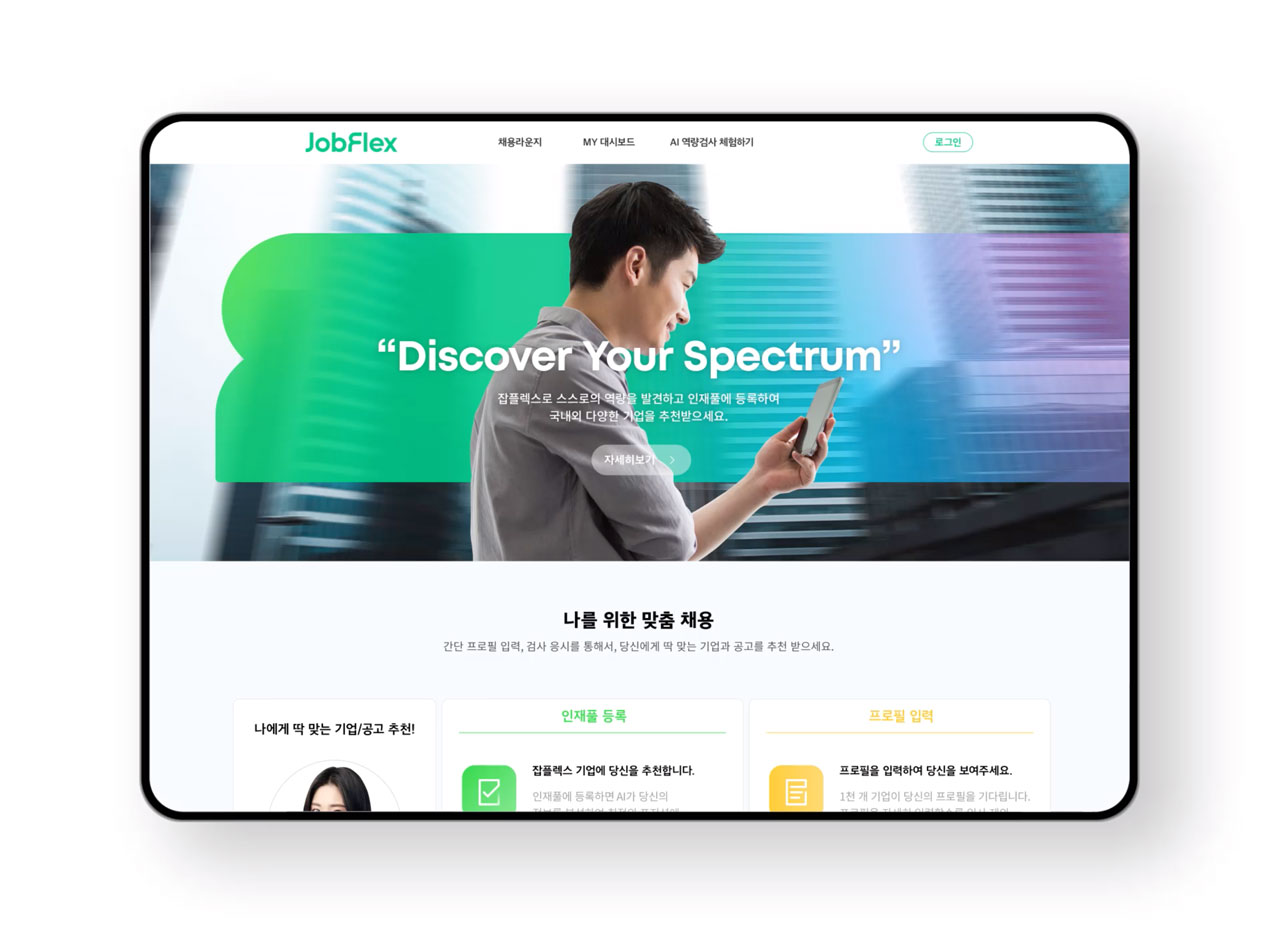 JobFlex
채용라운지 MY 대시보드 AI 역량검사 체험하기
로그인
“Discover Your Spectrum”
잡플렉스로 스스로의 역량을 발견하고 인재풀에 등록하여
국내외 다양한 기업을 추천받으세요.
자세히보기 >
나를 위한 맞춤 채용
간단 프로필 입력, 검사 응시를 통해서, 당신에게 딱 맞는 기업과 공고를 추천 받으세요.
나에게 딱 맞는 기업/공고 추천!
인재풀 등록
잡플렉스 기업에 당신을 추천합니다.
인재풀에 등록하면 AI가 당신의
프로필 입력
프로필을 입력하여 당신을 보여주세요.
1천 개 기업이 당신의 프로필을 기다립니다.